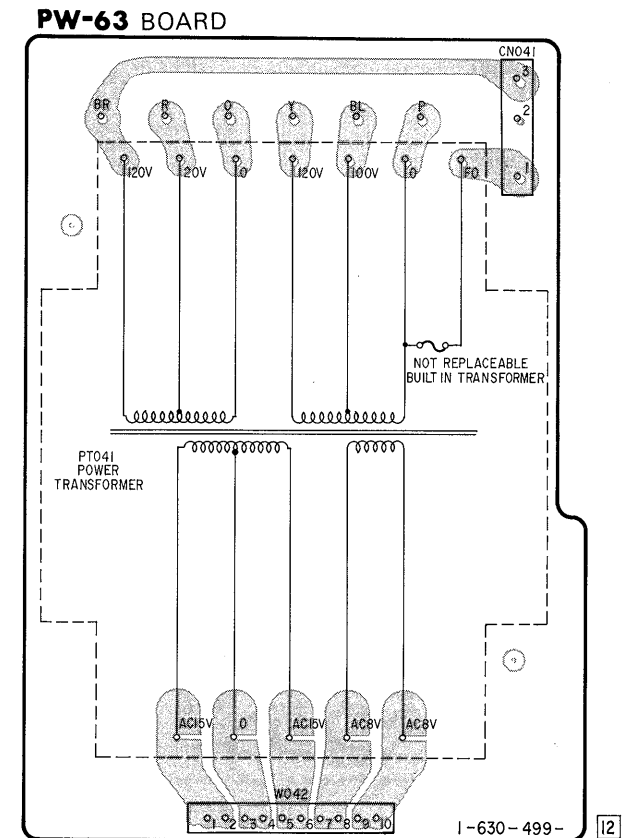 PW-63 BOARD
CN041
3
BR R O Y BL P
2
120V 20V 0 120V 100V 0 F0 1
NOT REPLACEABLE
BUILT IN TRANSFORMER
PT041
POWER
TRANSFORMER
AC15V 0 AC15V AC8V AC8V
W042
1 2 3 4 5 6 7 8 9 10
1-630-499- 12